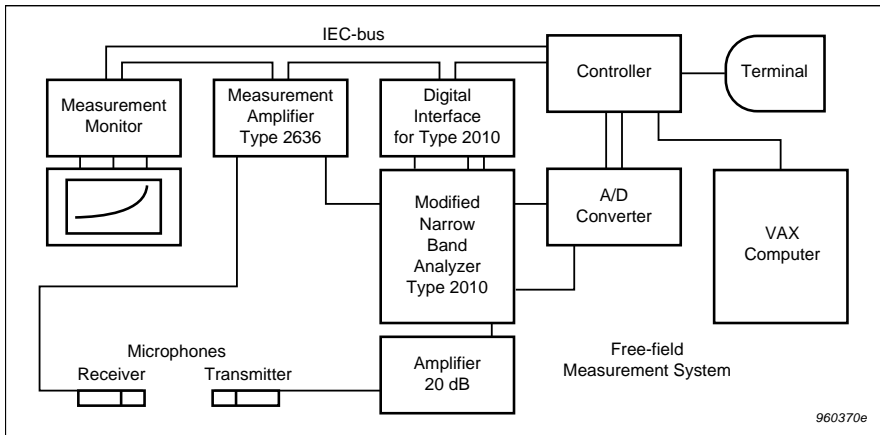 IEC-bus
Measurement
Monitor
Measurement
Amplifier
Type 2636
Digital
Interface
for Type 2010
Controller
Terminal
Modified
Narrow
Band
Analyzer
Type 2010
A/D
Converter
VAX
Computer
Microphones
Receiver
Transmitter
Amplifier
20 dB
Free-field
Measurement System
960370e